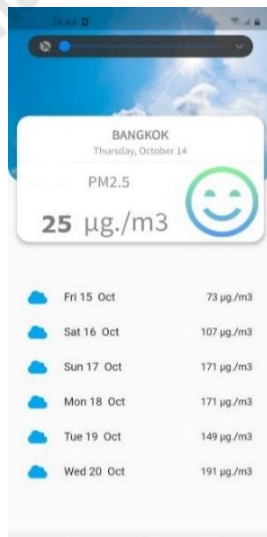 BANGKOK
Thursday, October 14
PM2.5
25 µg./m3
Fri 15 Oct 73 µg./m3
Sat 16 Oct 107 µg./m3
Sun 17 Oct 171 µg./m3
Mon 18 Oct 171 µg./m3
Tue 19 Oct 149 µg./m3
Wed 20 Oct 191 µg./m3